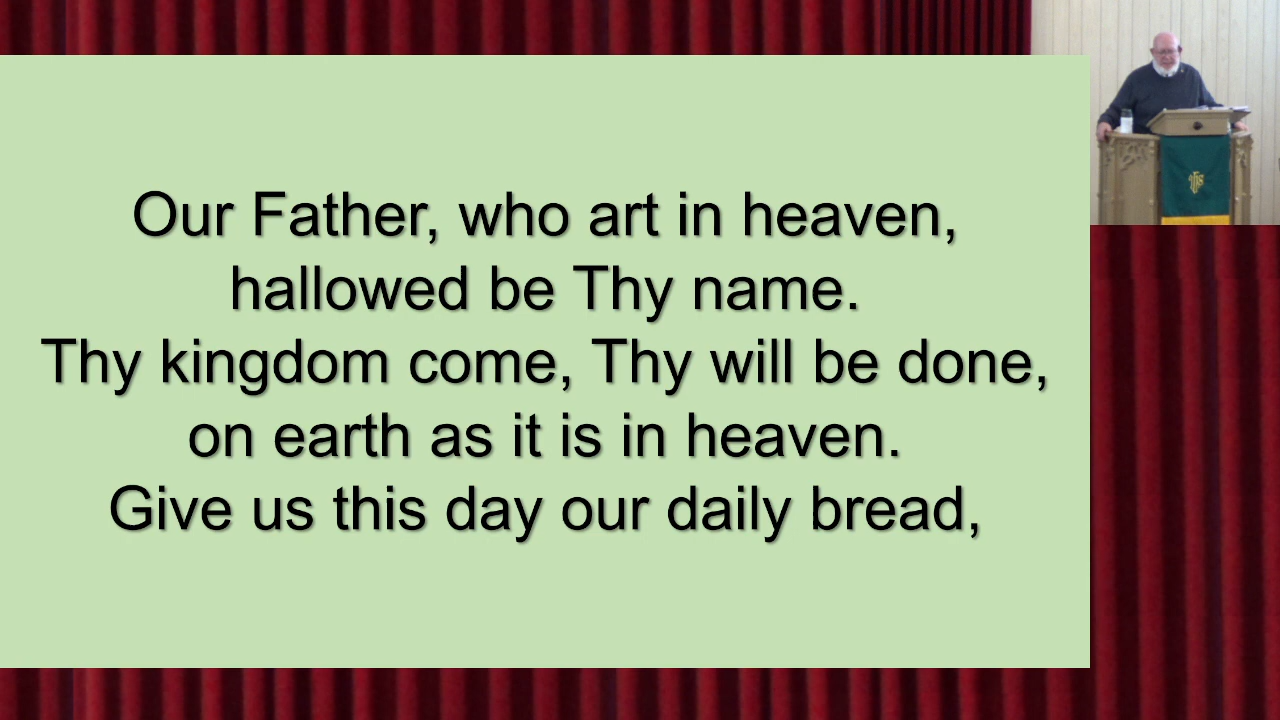 Our Father, who art in heaven,
hallowed be Thy name.
Thy kingdom come, Thy will be done,
on earth as it is in heaven.
Give us this day our daily bread,
IHS